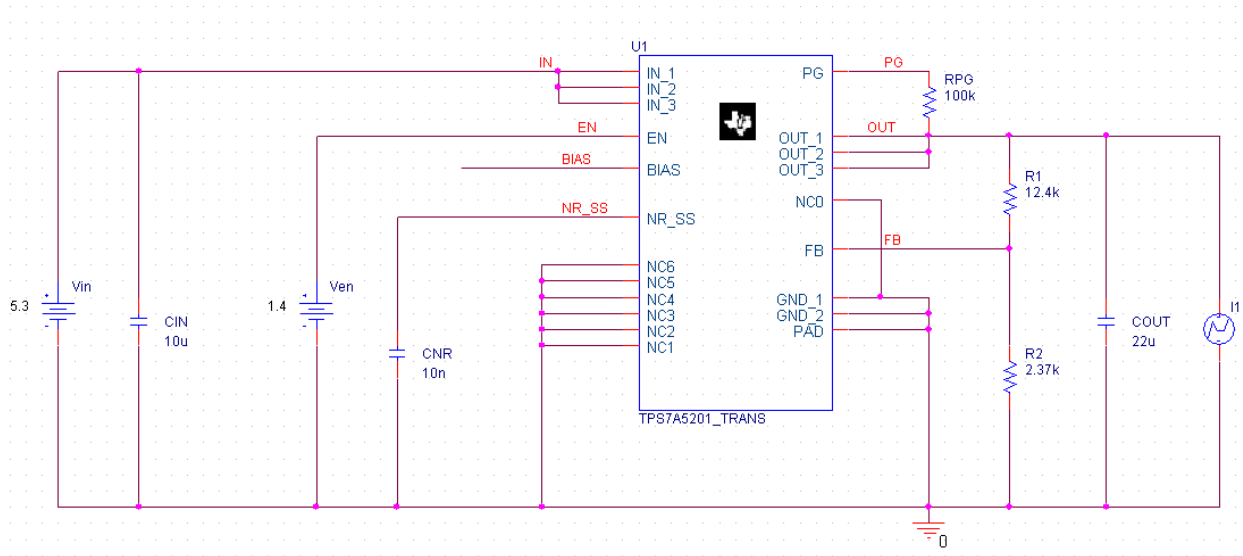 U1
IN
IN_1
IN_2
IN_3
EN
EN
BIAS
BIAS
NR_SS
NR_SS
NC6
NC5
NC4
NC3
NC2
NC1
PG
PG
RPG
100k
OUT
OUT_1
OUT_2
OUT_3
NC0
FB
FB
GND_1
GND_2
PAD
R1
12.4k
R2
2.37k
5.3
+
Vin
-
CIN
10u
1.4
+
Ven
-
CNR
10n
COUT
22u
I1
TPS7A5201_TRANS
0